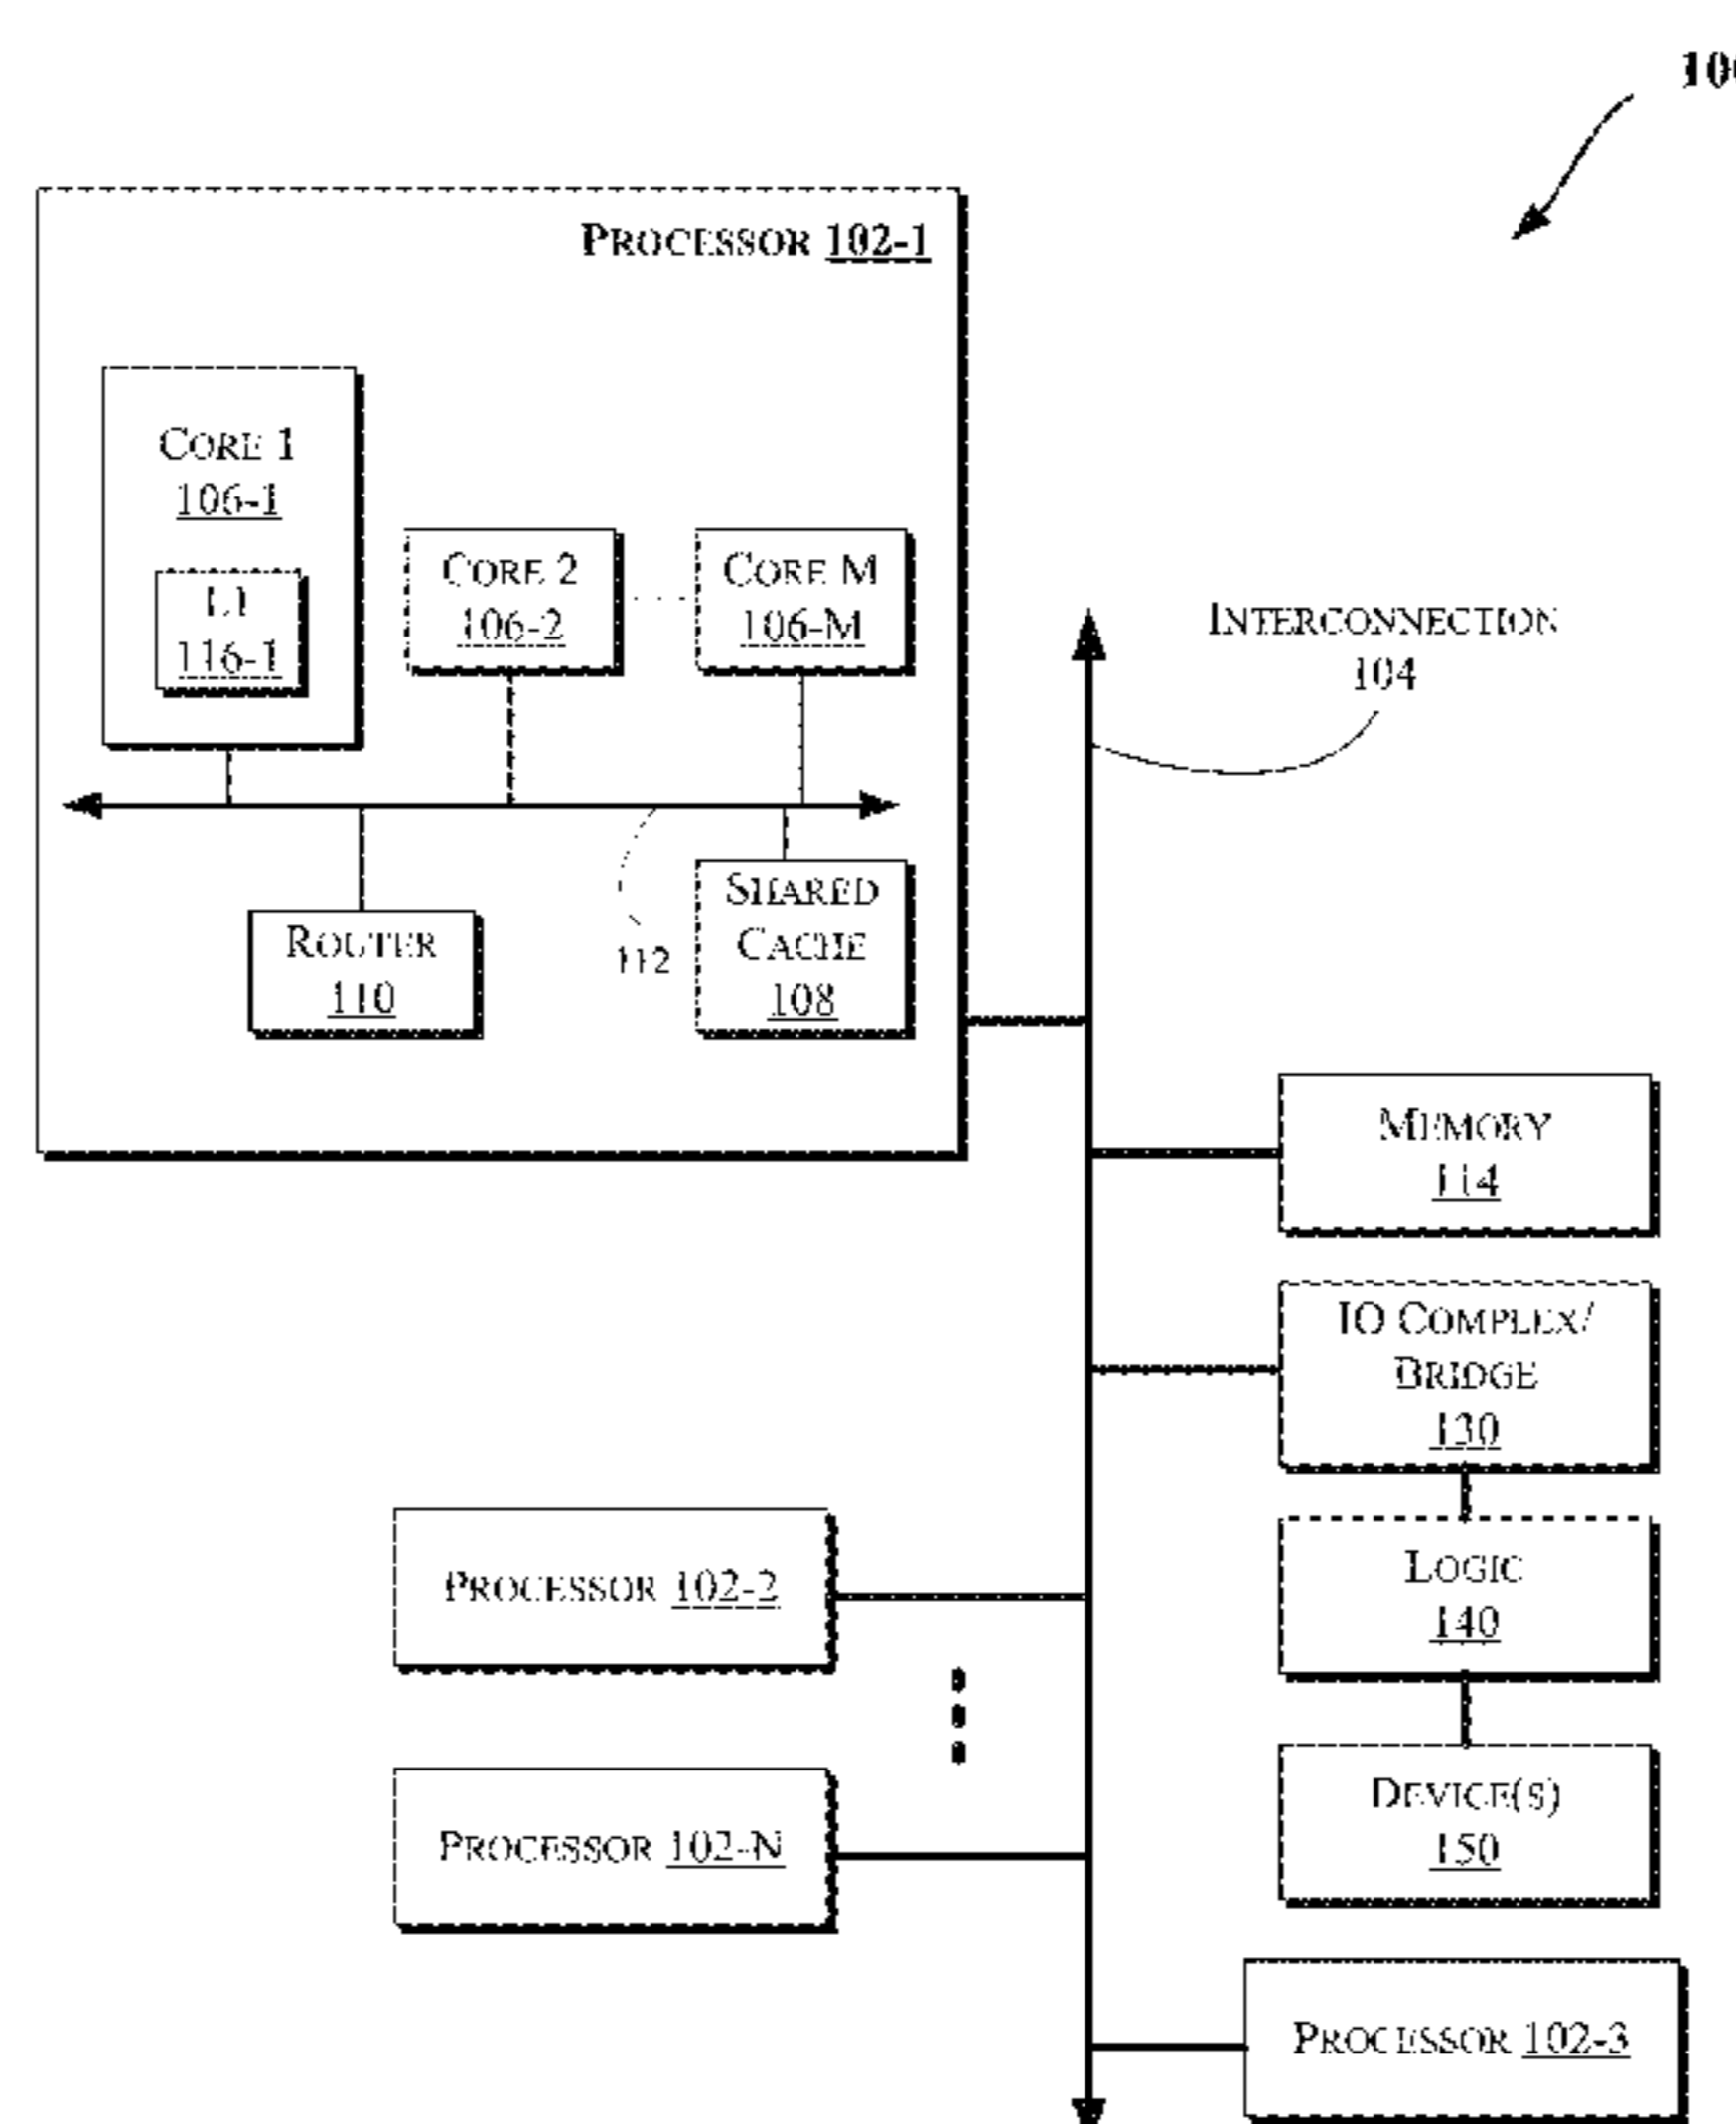 100
PROCESSOR 102-1
CORE 1
106-1
L1
116-1
CORE 2
106-2
CORE M
106-M
ROUTER
110
112
SHARED
CACHE
108
INTERCONNECTION
104
MEMORY
114
IO COMPLEX/
BRIDGE
130
LOGIC
140
DEVICE(S)
150
PROCESSOR 102-2
PROCESSOR 102-N
PROCESSOR 102-3